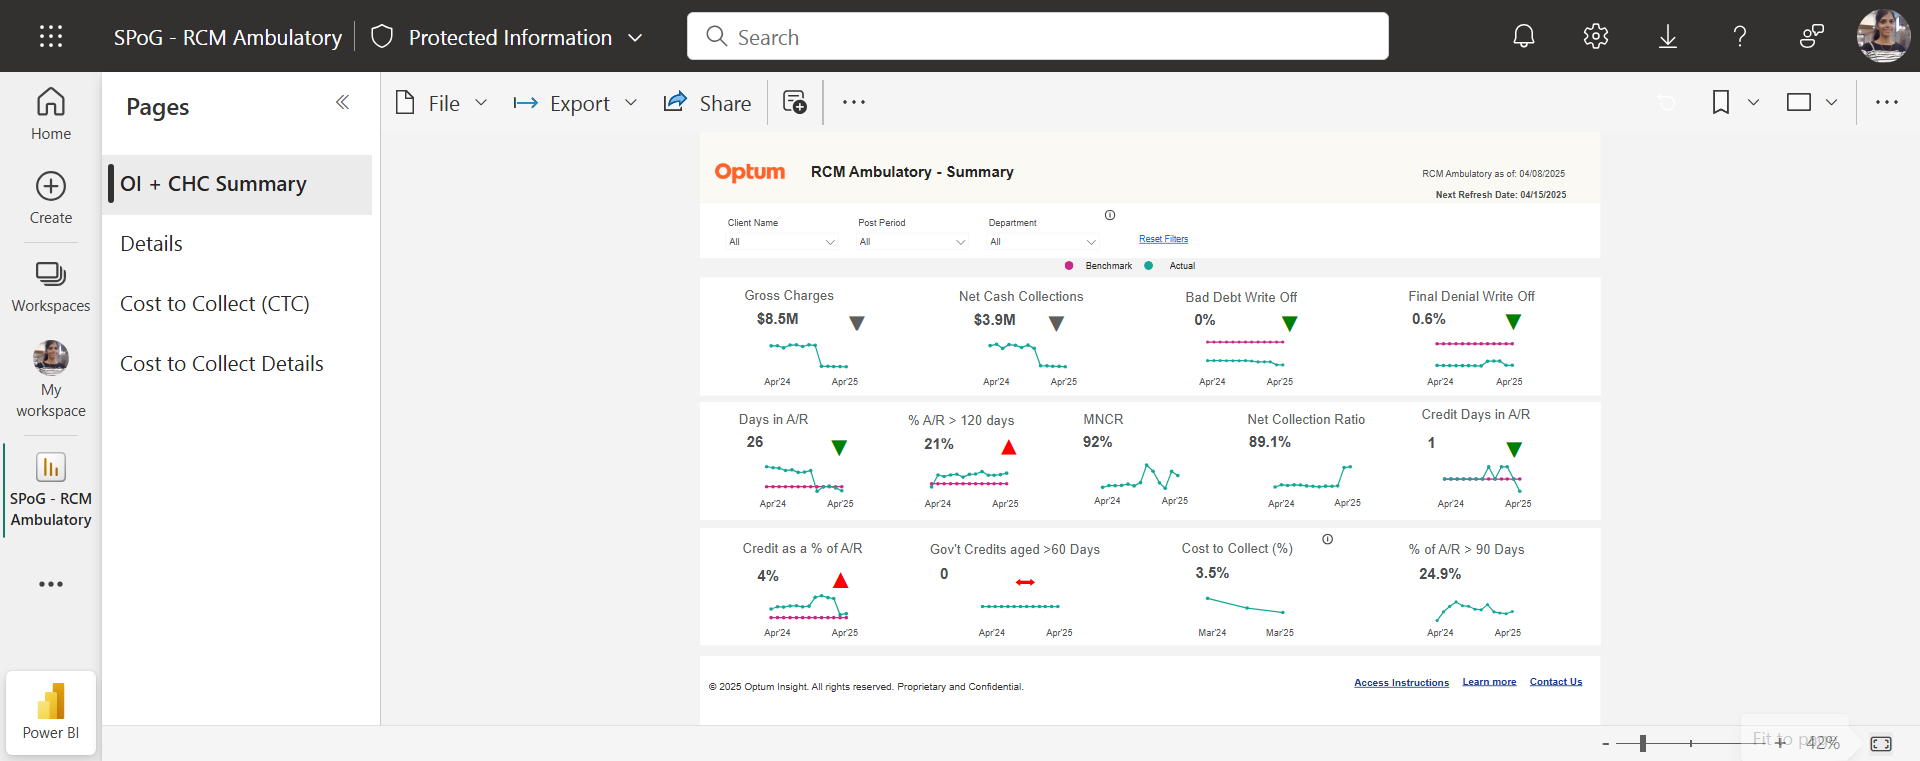 SPoG - RCM Ambulatory
Protected Information
Search
Home
Create
Workspaces
My
workspace
SPoG - RCM
Ambulatory
Power BI
Pages
OI + CHC Summary
Details
Cost to Collect (CTC)
Cost to Collect Details
File
Export
Share
Optum
RCM Ambulatory - Summary
RCM Ambulatory as of: 04/08/2025
Next Refresh Date: 04/15/2025
Client Name
Post Period
Department
All
All
All
Reset Filters
Benchmark
Actual
Gross Charges
$8.5M
Apr'24
Apr'25
Net Cash Collections
$3.9M
Apr'24
Apr'25
Bad Debt Write Off
0%
Apr'24
Apr'25
Final Denial Write Off
0.6%
Apr'24
Apr'25
Days in A/R
26
Apr'24
Apr'25
% A/R > 120 days
21%
Apr'24
Apr'25
MNCR
92%
Apr'24
Apr'25
Net Collection Ratio
89.1%
Apr'24
Apr'25
Credit Days in A/R
1
Apr'24
Apr'25
Credit as a % of A/R
4%
Apr'24
Apr'25
Gov't Credits aged >60 Days
0
Apr'24
Apr'25
Cost to Collect (%)
3.5%
Mar'24
Mar'25
% of A/R > 90 Days
24.9%
Apr'24
Apr'25
© 2025 Optum Insight. All rights reserved. Proprietary and Confidential.
Access Instructions
Learn more
Contact Us
Fit to page
42%